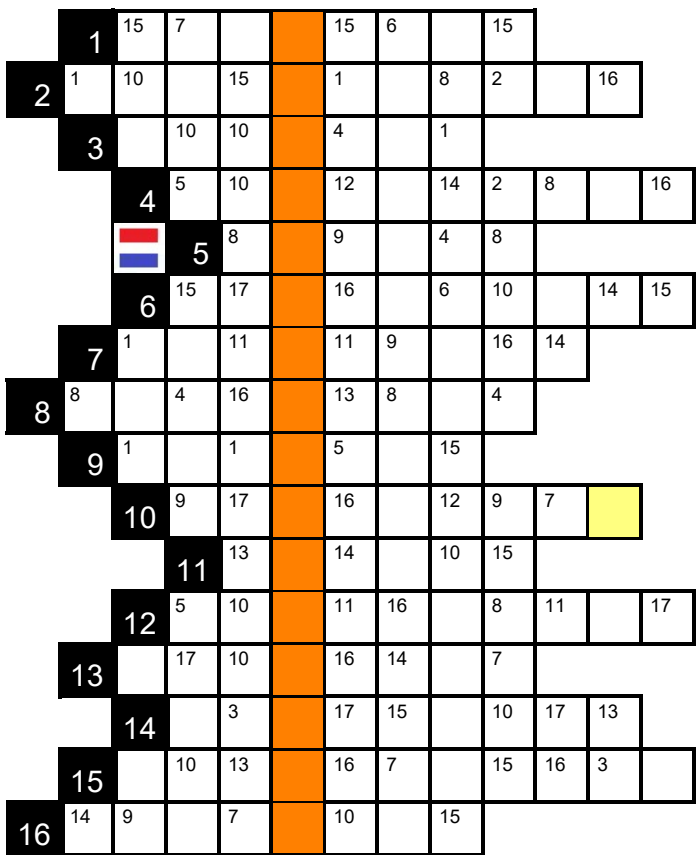 1 15 7 15 6 15
2 1 10 15 1 8 2 16
3 10 10 4 1
4 5 10 12 14 2 8 16
5 8 9 4 8
6 15 17 16 6 10 14 15
7 1 11 11 9 16 14
8 8 4 16 13 8 4
9 1 1 5 15
10 9 17 16 12 9 7
11 13 14 10 15
12 5 10 11 16 8 11 17
13 17 10 16 14 7
14 3 17 15 10 17 13
15 10 13 16 7 15 16 3
16 14 9 7 10 15